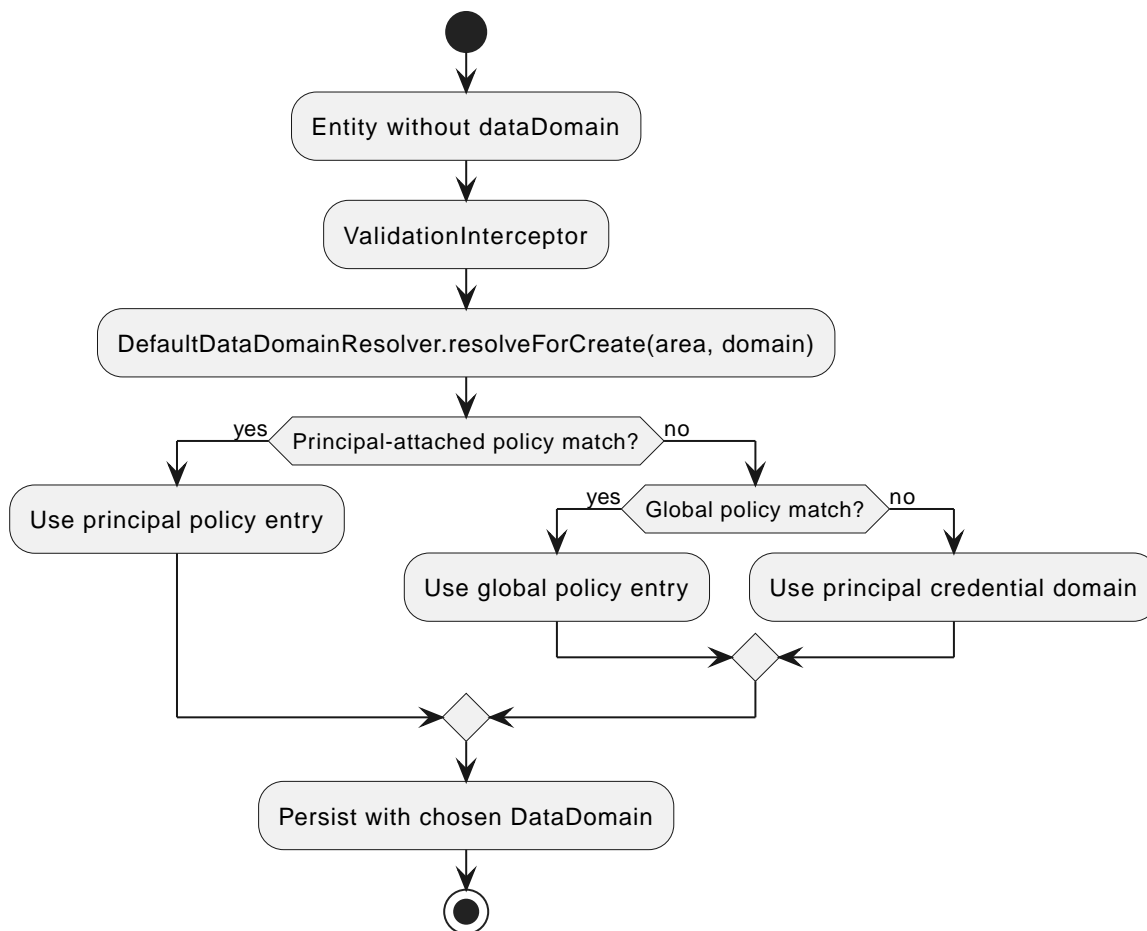 Entity without dataDomain
ValidationInterceptor
DefaultDataDomainResolver.resolveForCreate(area, domain)
yes
Principal-attached policy match?
no
Use principal policy entry
yes
Global policy match?
no
Use global policy entry
Use principal credential domain
Persist with chosen DataDomain